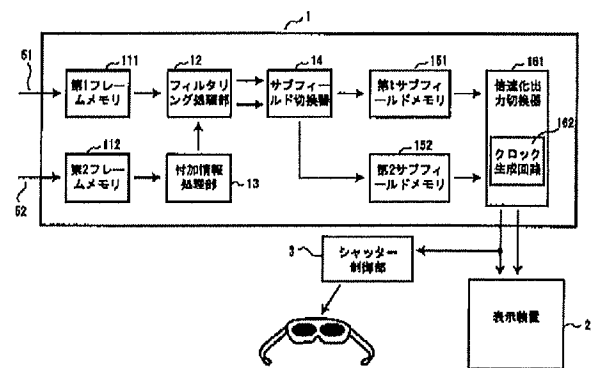 1
61
111
第1フレームメモリ
12
フィルタリング処理部
14
サブフィールド切換器
151
第1サブフィールドメモリ
161
倍速化出力切換器
162
クロック生成回路
112
第2フレームメモリ
62
付加情報処理部
13
152
第2サブフィールドメモリ
3
シャッター制御部
表示装置
2